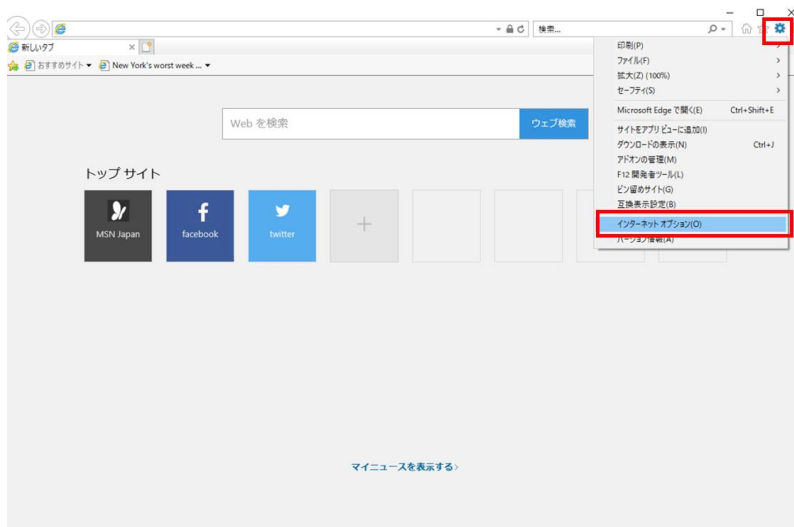 検索...
新しいタブ
おすすめサイト
New York's worst week ...
Web を検索
ウェブ検索
トップ サイト
MSN Japan
facebook
twitter
印刷(P)
ファイル(F)
拡大(Z) (100%)
セーフティ(S)
Microsoft Edge で開く(E) Ctrl+Shift+E
サイトをアプリ ビューに追加(I)
ダウンロードの表示(N) Ctrl+J
アドオンの管理(M)
F12 開発者ツール(L)
ピン留めサイト(G)
互換表示設定(B)
インターネット オプション(O)
バージョン情報(A)
マイニュースを表示する